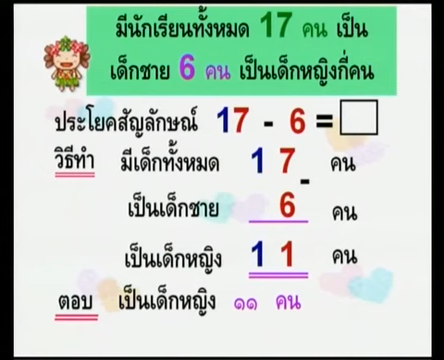 มีนักเรียนทั้งหมด 17 คน เป็น
เด็กชาย 6 คน เป็นเด็กหญิงกี่คน
ประโยคสัญลักษณ์ 17 - 6 = □
วิธีทำ มีเด็กทั้งหมด 17 คน
-
เป็นเด็กชาย 6 คน
เป็นเด็กหญิง 11 คน
ตอบ เป็นเด็กหญิง ๑๑ คน